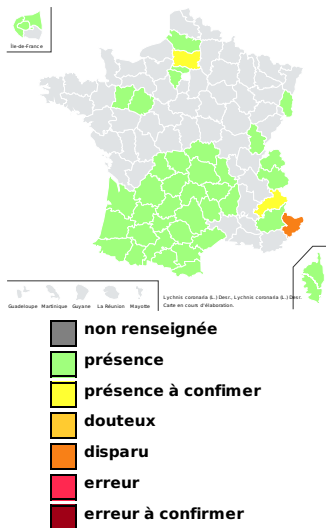 Île-de-France
Guadeloupe Martinique Guyane La Réunion Mayotte
Lychnis coronaria (L.) Desr., Lychnis coronaria (L.) Desr.
Carte en cours d'élaboration.
non renseignée
présence
présence à confimer
douteux
disparu
erreur
erreur à confirmer